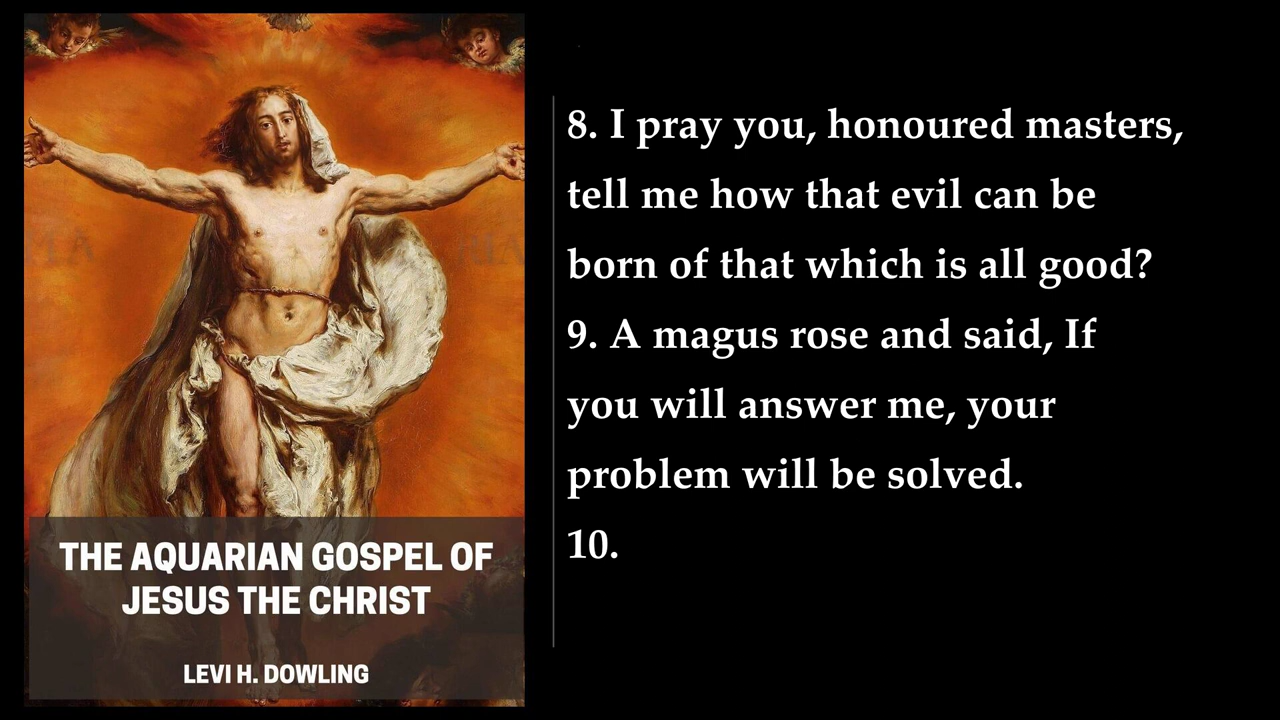 THE AQUARIAN GOSPEL OF
JESUS THE CHRIST
LEVI H. DOWLING
8. I pray you, honoured masters,
tell me how that evil can be
born of that which is all good?
9. A magus rose and said, If
you will answer me, your
problem will be solved.
10.